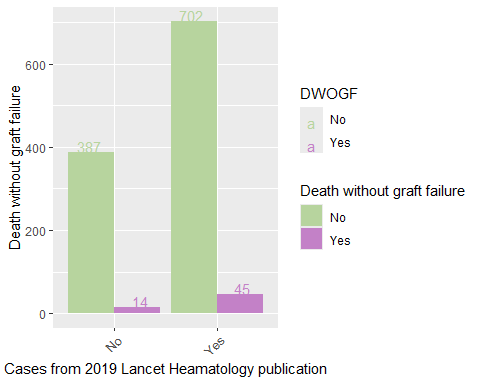 702
600
387
400
Death without graft failure
200
45
14
0
No
Yes
Cases from 2019 Lancet Heamatology publication
DWOGF
a No
a Yes
Death without graft failure
No
Yes